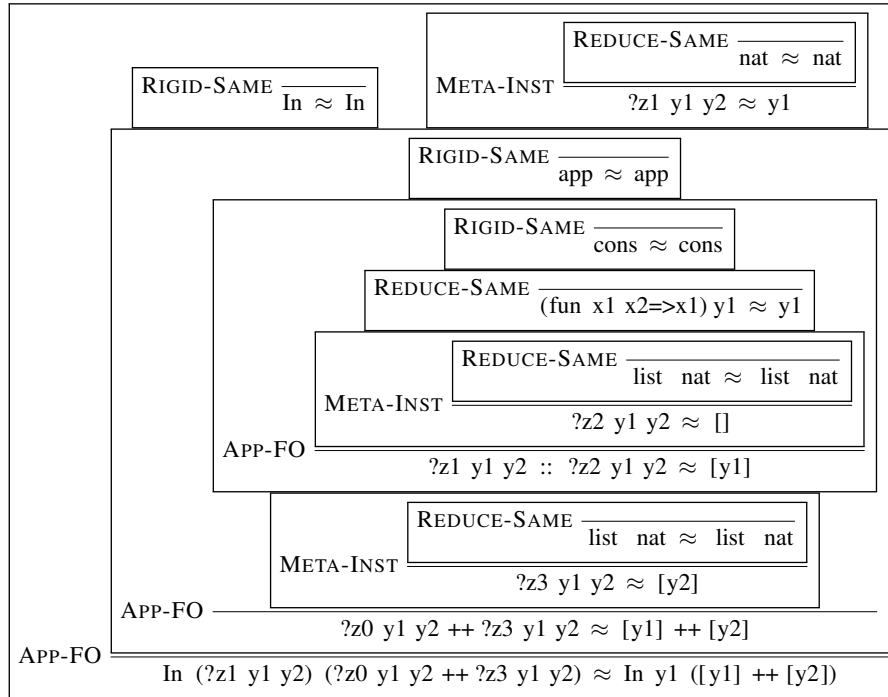 REDUCE-SAME
nat ≈ nat
META-INST
?z1 y1 y2 ≈ y1
RIGID-SAME
In ≈ In
RIGID-SAME
app ≈ app
RIGID-SAME
cons ≈ cons
REDUCE-SAME
(fun x1 x2=>x1) y1 ≈ y1
REDUCE-SAME
list nat ≈ list nat
META-INST
?z2 y1 y2 ≈ []
APP-FO
?z1 y1 y2 :: ?z2 y1 y2 ≈ [y1]
REDUCE-SAME
list nat ≈ list nat
META-INST
?z3 y1 y2 ≈ [y2]
APP-FO
?z0 y1 y2 ++ ?z3 y1 y2 ≈ [y1] ++ [y2]
APP-FO
In (?z1 y1 y2) (?z0 y1 y2 ++ ?z3 y1 y2) ≈ In y1 ([y1] ++ [y2])